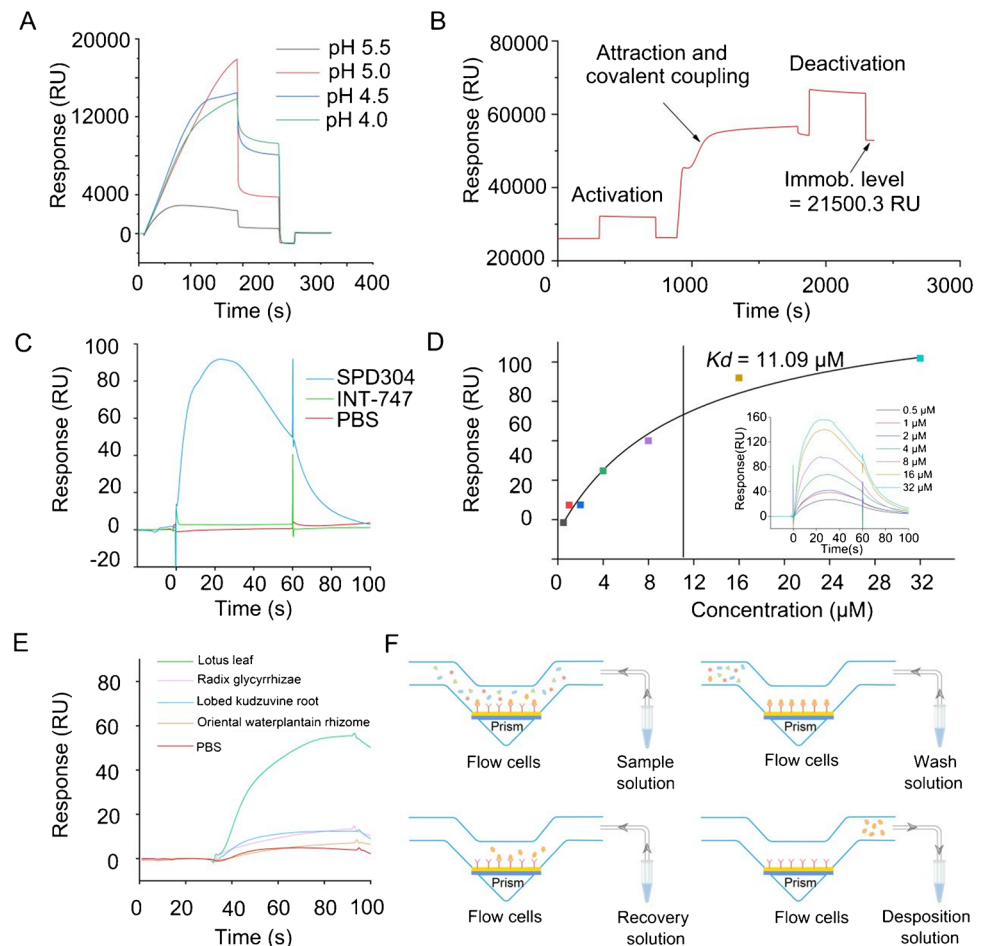 A
Response (RU)
20000
12000
4000
0
pH 5.5
pH 5.0
pH 4.5
pH 4.0
0 100 200 300 400
Time (s)
B
Response (RU)
80000
60000
40000
20000
Attraction and
covalent coupling
Deactivation
Activation
Immob. level
= 21500.3 RU
0 1000 2000 3000
Time (s)
C
Response (RU)
100
80
60
40
20
0
-20
SPD304
INT-747
PBS
0 20 40 60 80 100
Time (s)
D
Response (RU)
100
80
60
40
20
0
Kd = 11.09 µM
Response(RU)
160
120
80
40
0
0.5 µM
1 µM
2 µM
4 µM
8 µM
16 µM
32 µM
0 20 40 60 80 100
Time(s)
0 4 8 12 16 20 24 28 32
Concentration (µM)
E
Response (RU)
80
60
40
20
0
Lotus leaf
Radix glycyrrhizae
Lobed kudzuvine root
Oriental waterplantain rhizome
PBS
0 20 40 60 80 100
Time (s)
F
Prism
Flow cells
Sample
solution
Prism
Flow cells
Wash
solution
Prism
Flow cells
Recovery
solution
Prism
Flow cells
Desposition
solution